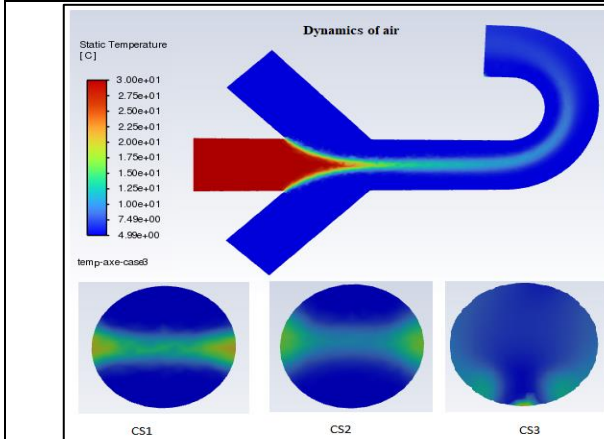 Dynamics of air
Static Temperature
[ C]
3.00e+01
2.75e+01
2.50e+01
2.25e+01
2.00e+01
1.75e+01
1.50e+01
1.25e+01
1.00e+01
7.49e+00
4.99e+00
temp-axe-case3
CS1 CS2 CS3